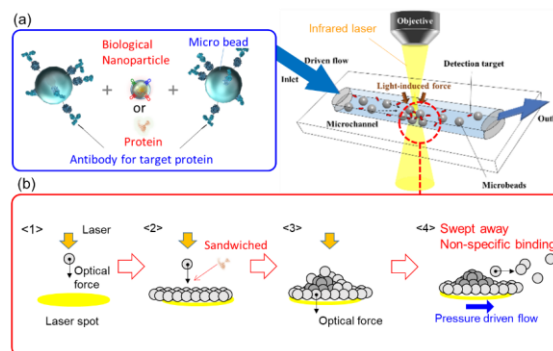 (a)
Biological
Nanoparticle
Micro bead
or
Protein
Antibody for target protein
Infrared laser
Objective
Driven flow
Inlet
Detection target
Light-induced force
Microchannel
Microbeads
(b)
<1>
Laser
Optical
force
Laser spot
<2>
Sandwiched
<3>
Optical force
<4>
Swept away
Non-specific binding
Pressure driven flow